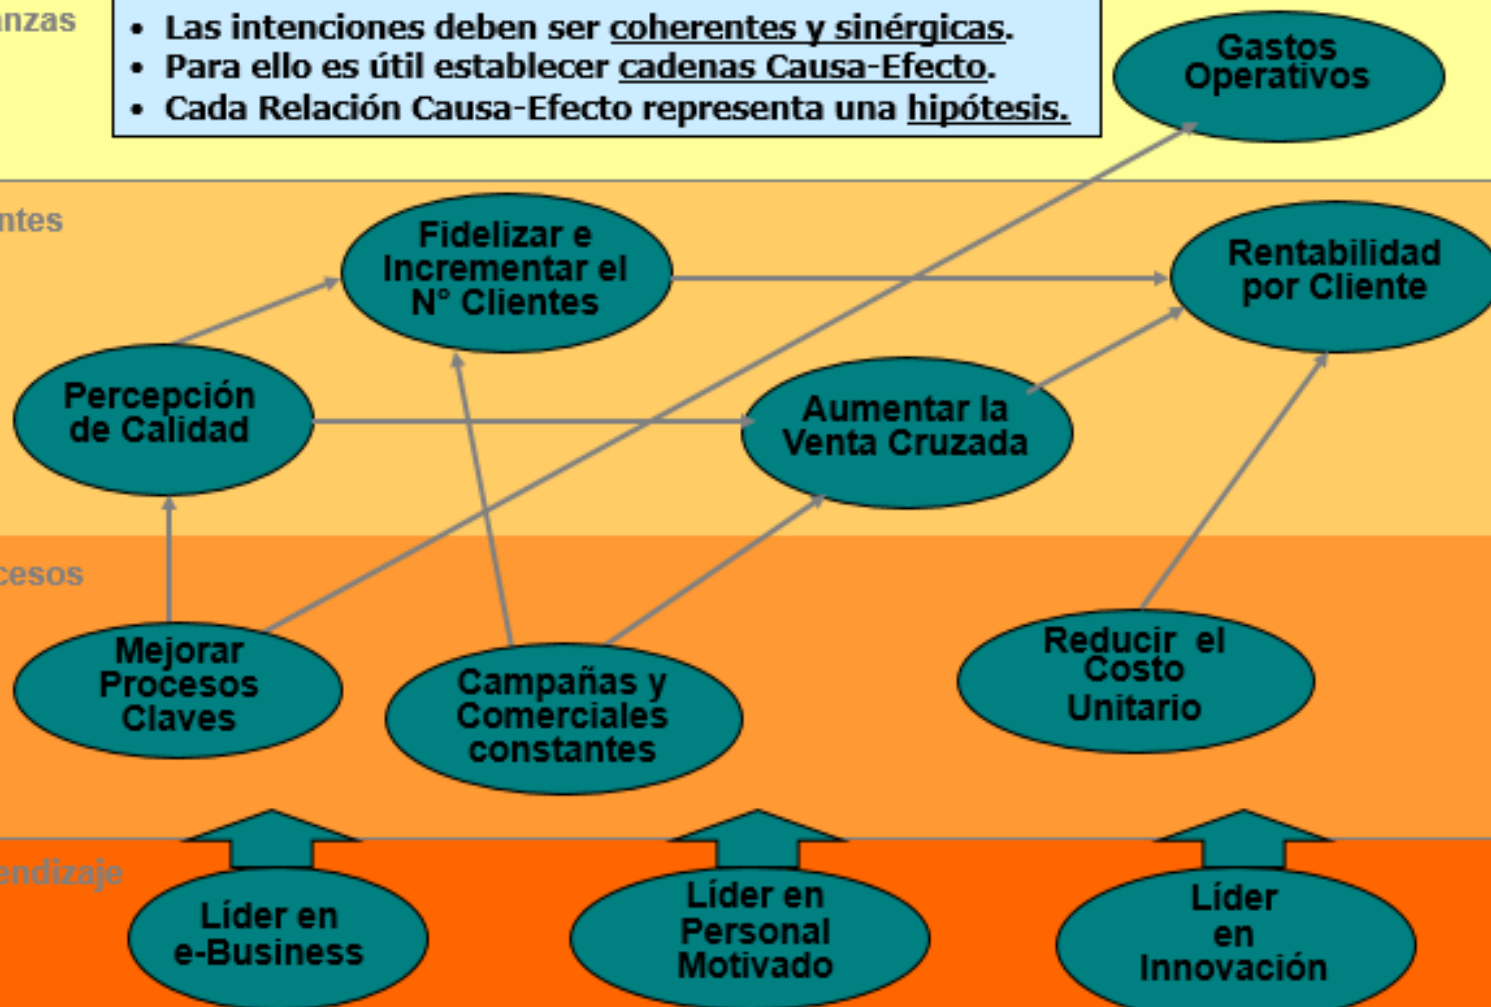 anzas
• Las intenciones deben ser coherentes y sinérgicas.
• Para ello es útil establecer cadenas Causa-Efecto.
• Cada Relación Causa-Efecto representa una hipótesis.
Gastos
Operativos
ntes
Fidelizar e
Incrementar el
N° Clientes
Rentabilidad
por Cliente
Percepción
de Calidad
Aumentar la
Venta Cruzada
cesos
Mejorar
Procesos
Claves
Campañas y
Comerciales
constantes
Reducir el
Costo
Unitario
endizaje
Líder en
e-Business
Líder en
Personal
Motivado
Líder
en
Innovación